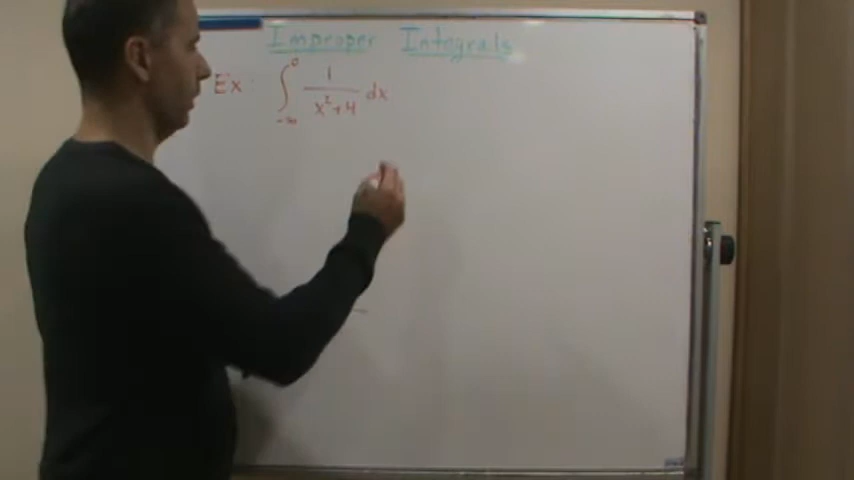 Improper Integrals
Ex: ∫_{-∞}^{0} 1/(x²+4) dx